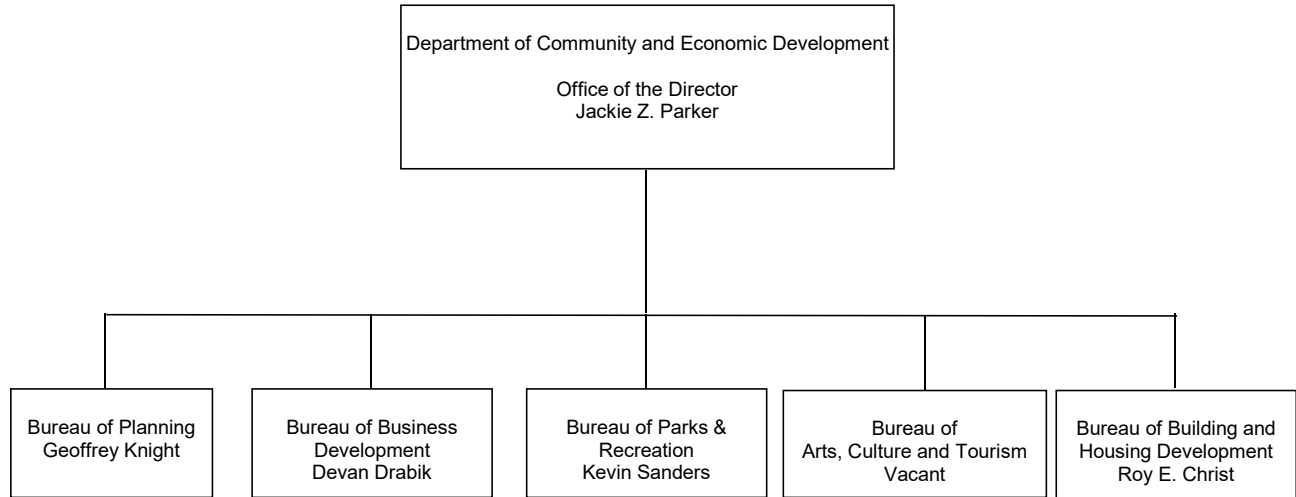 Department of Community and Economic Development
Office of the Director
Jackie Z. Parker
Bureau of Planning
Geoffrey Knight
Bureau of Business
Development
Devan Drabik
Bureau of Parks &
Recreation
Kevin Sanders
Bureau of
Arts, Culture and Tourism
Vacant
Bureau of Building and
Housing Development
Roy E. Christ